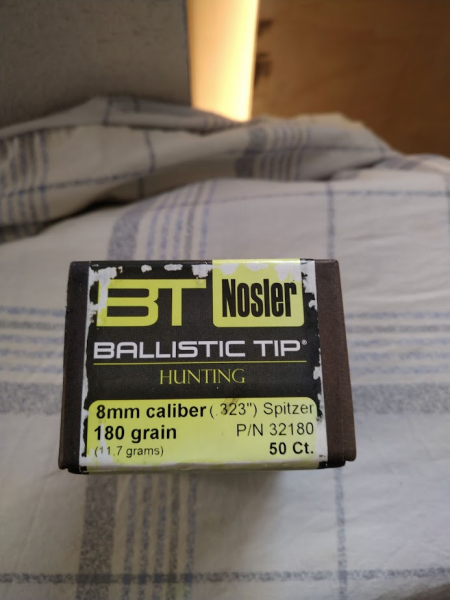 BT Nosler
BALLISTIC TIP®
HUNTING
8mm caliber (.323") Spitzer
180 grain P/N 32180
(11,7 grams) 50 Ct.